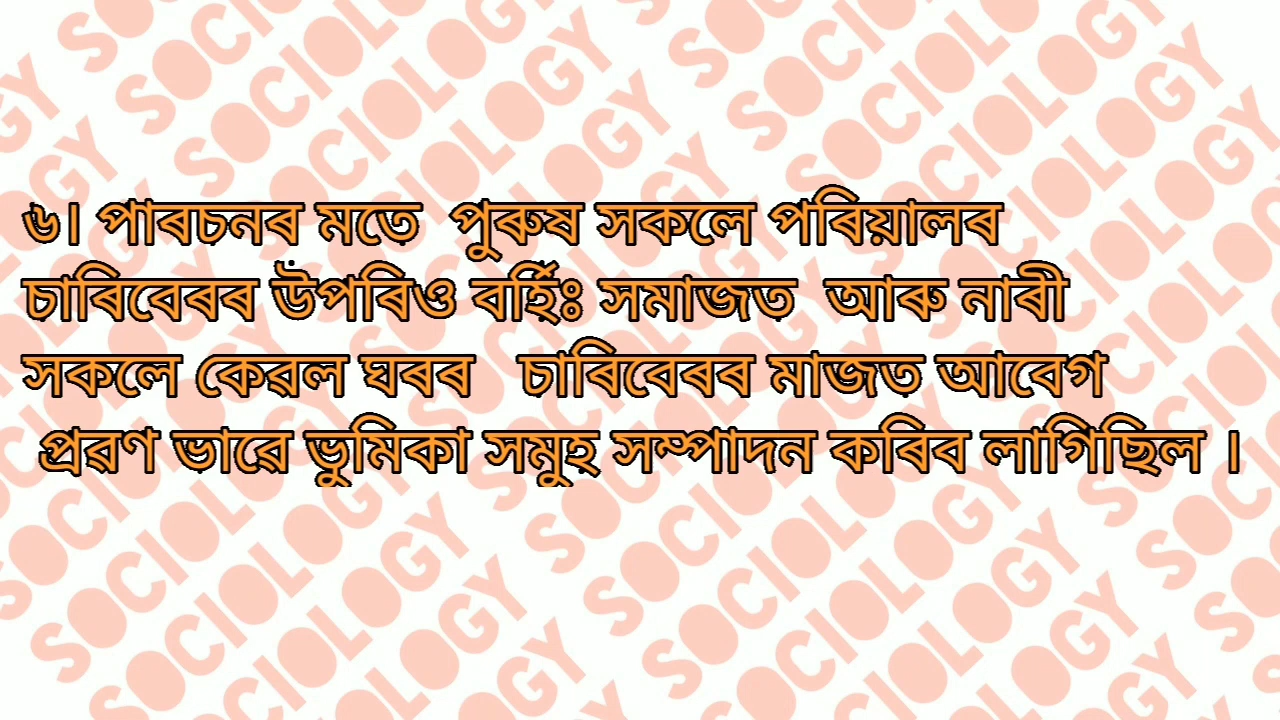 ৬। পাৰচনৰ মতে পুৰুষ সকলে পৰিয়ালৰ
চাৰিবেৰৰ উপৰিও বৰ্হিঃ সমাজত আৰু নাৰী
সকলে কেৱল ঘৰৰ চাৰিবেৰৰ মাজত আবেগ
প্ৰৱণ ভাৱে ভুমিকা সমুহ সম্পাদন কৰিব লাগিছিল ।